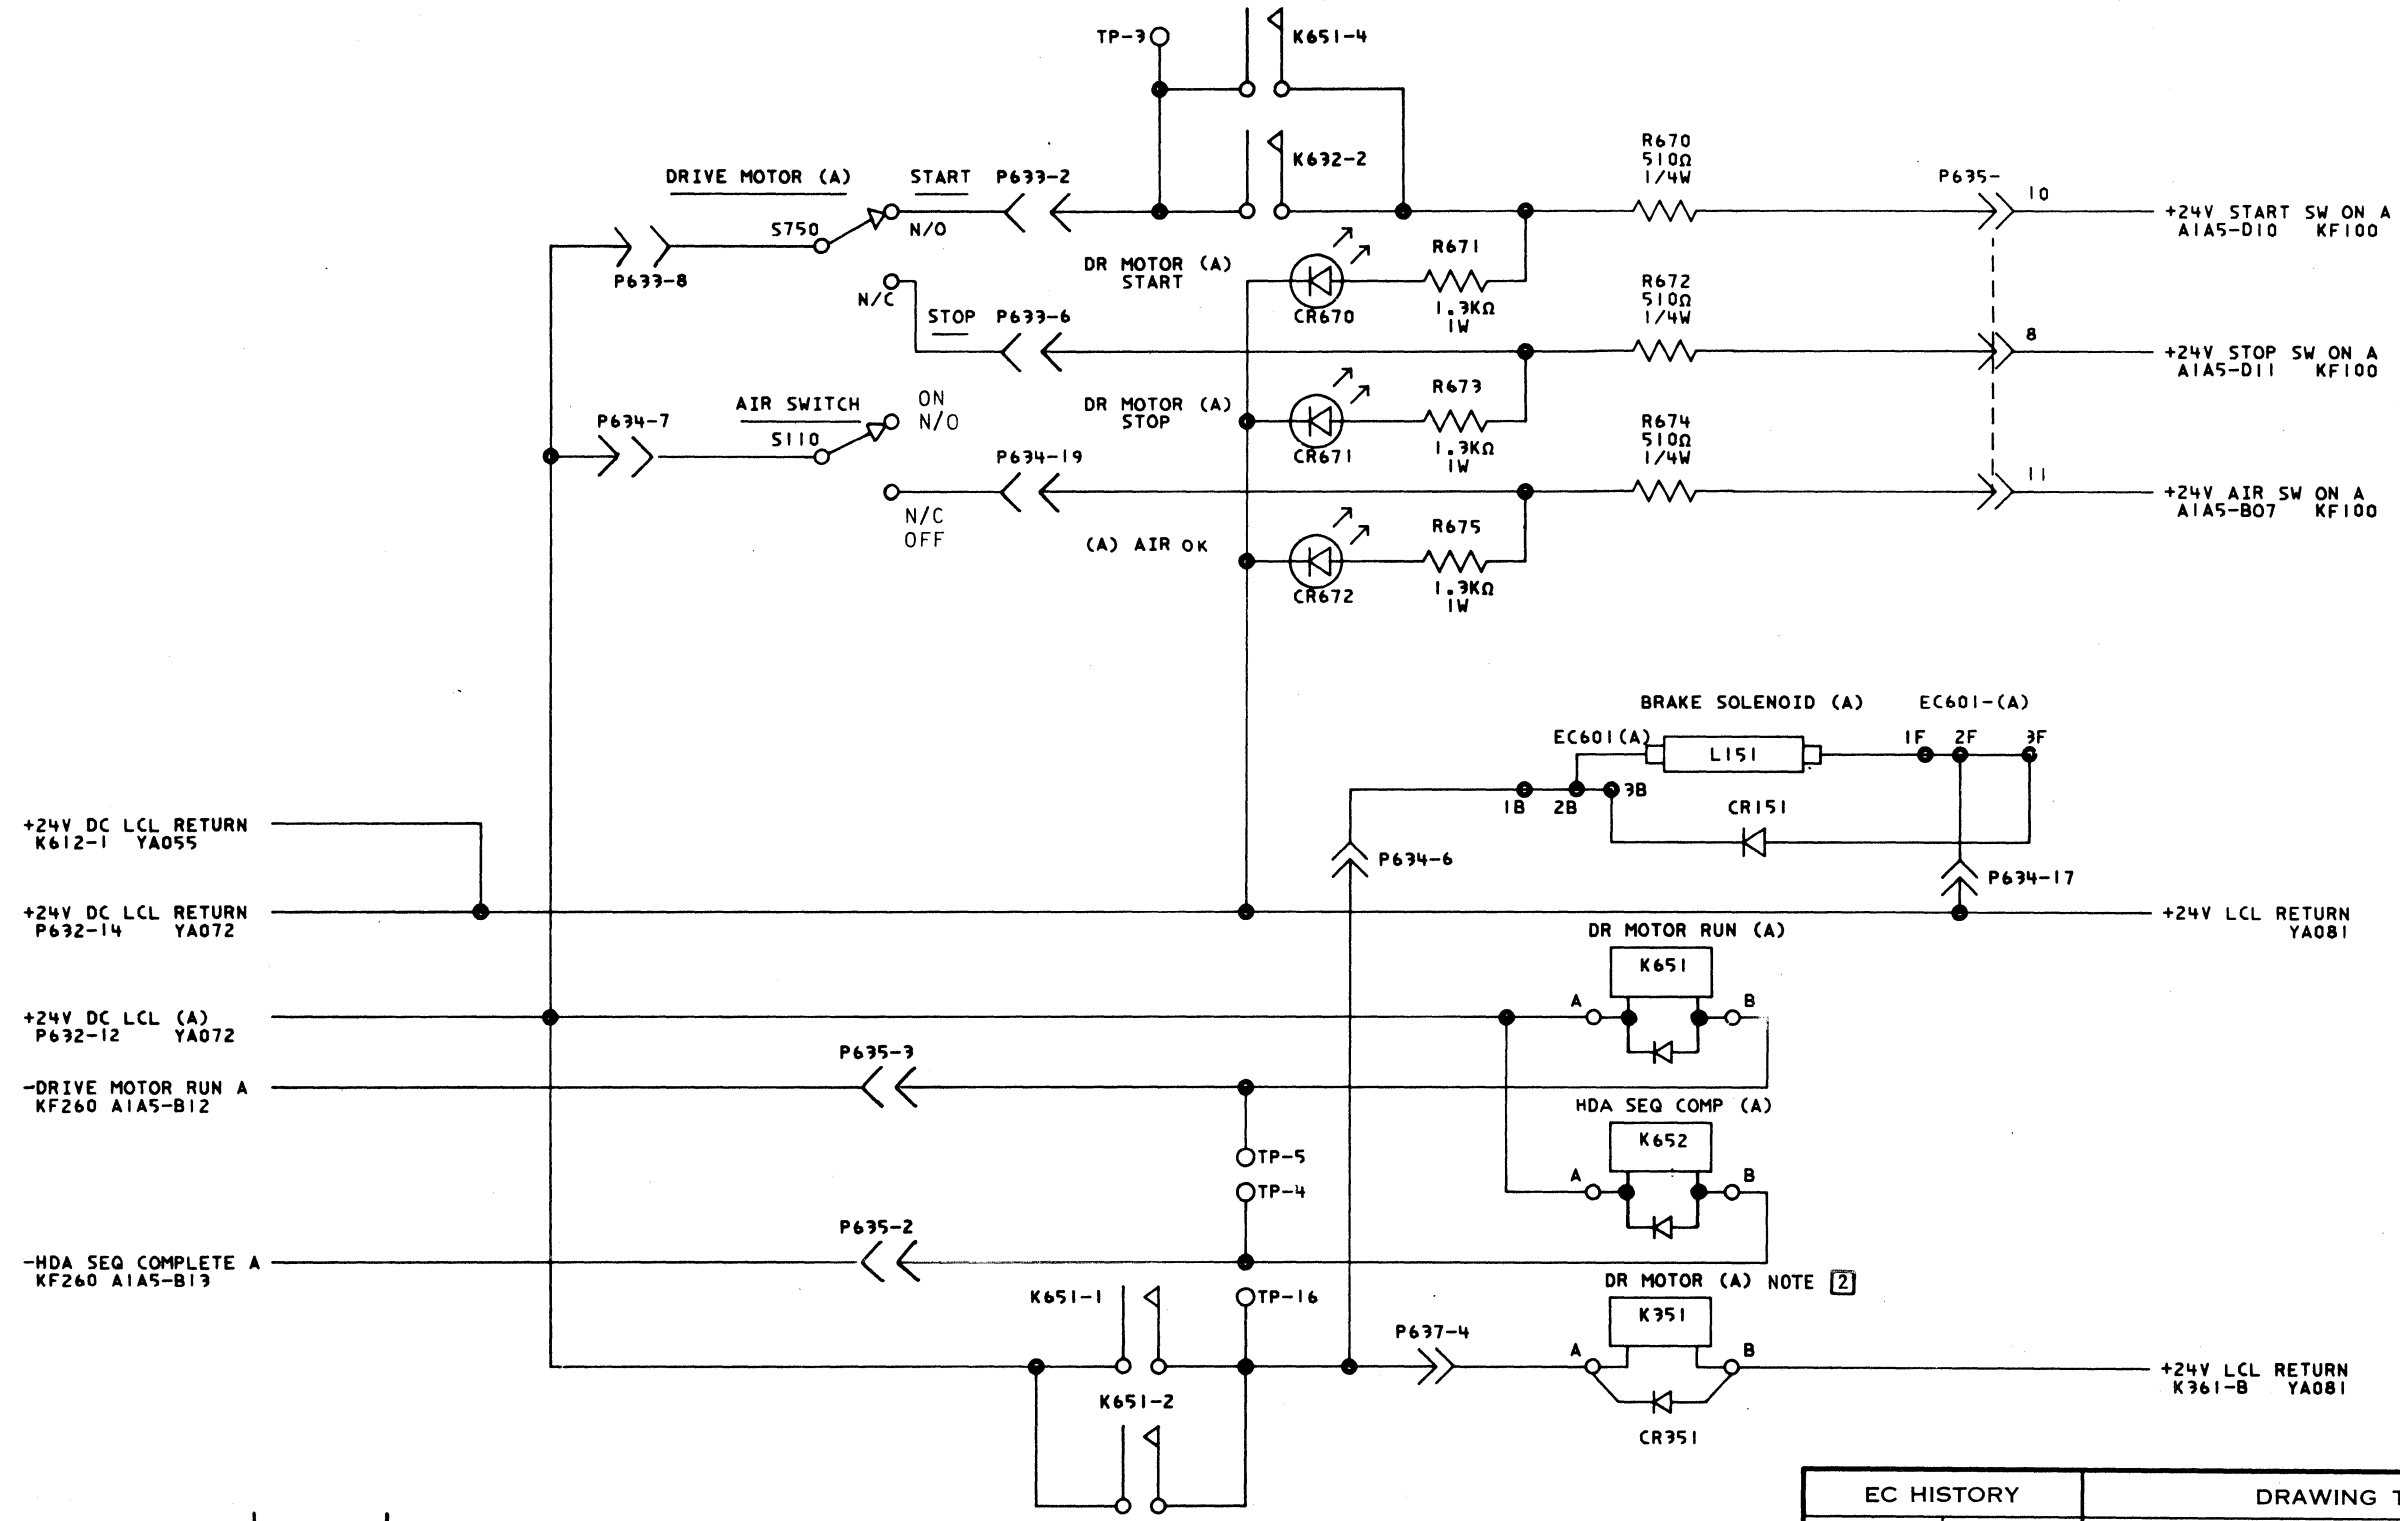 TP-3
K651-4
K632-2
DRIVE MOTOR (A)
START
P633-2
R670
510Ω
1/4W
P635-
10
+24V START SW ON A
A1A5-D10 KF100
S750
N/O
P633-8
N/C
STOP
P633-6
DR MOTOR (A)
START
CR670
R671
1.3KΩ
1W
R672
510Ω
1/4W
8
+24V STOP SW ON A
A1A5-D11 KF100
P634-7
AIR SWITCH
S110
ON
N/O
DR MOTOR (A)
STOP
CR671
R673
1.3KΩ
1W
R674
510Ω
1/4W
P634-19
11
+24V AIR SW ON A
A1A5-B07 KF100
N/C
OFF
(A) AIR OK
CR672
R675
1.3KΩ
1W
BRAKE SOLENOID (A)
EC601-(A)
EC601(A)
L151
1F 2F 3F
1B 2B 3B
CR151
+24V DC LCL RETURN
K612-1 YA055
P634-6
P634-17
+24V DC LCL RETURN
P632-14 YA072
+24V LCL RETURN
YA081
DR MOTOR RUN (A)
K651
A
B
+24V DC LCL (A)
P632-12 YA072
P635-3
-DRIVE MOTOR RUN A
KF260 A1A5-B12
HDA SEQ COMP (A)
K652
A
B
TP-5
TP-4
P635-2
-HDA SEQ COMPLETE A
KF260 A1A5-B13
K651-1
TP-16
DR MOTOR (A) NOTE 2
K351
P637-4
A
B
+24V LCL RETURN
K361-B YA081
K651-2
CR351
EC HISTORY
DRAWING T